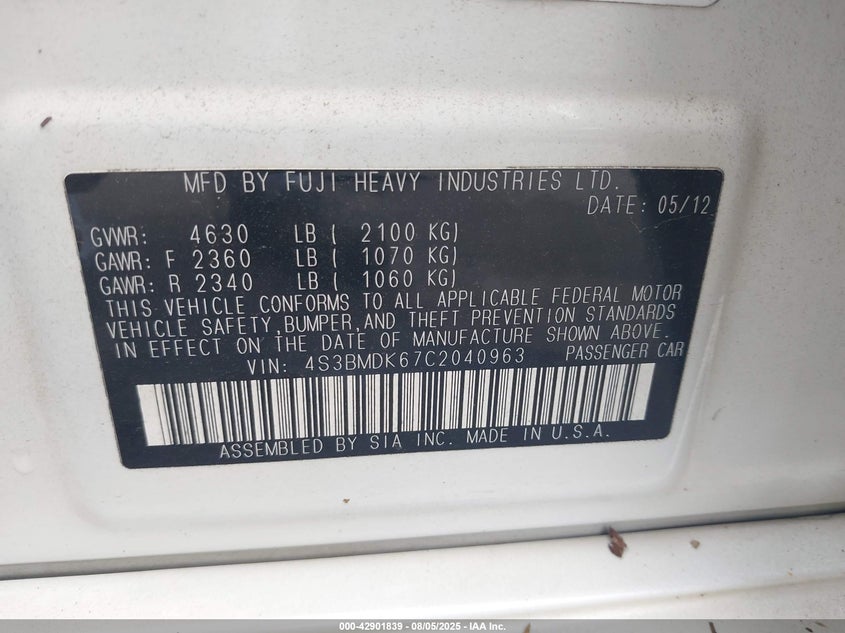 MFD BY FUJI HEAVY INDUSTRIES LTD.
DATE: 05/12
GVWR: 4630 LB ( 2100 KG)
GAWR: F 2360 LB ( 1070 KG)
GAWR: R 2340 LB ( 1060 KG)
THIS VEHICLE CONFORMS TO ALL APPLICABLE FEDERAL MOTOR
VEHICLE SAFETY,BUMPER,AND THEFT PREVENTION STANDARDS
IN EFFECT ON THE DATE OF MANUFACTURE SHOWN ABOVE.
VIN: 4S3BMDK67C2040963 PASSENGER CAR
ASSEMBLED BY SIA INC. MADE IN U.S.A.
000-42901839 - 08/05/2025 - IAA Inc.